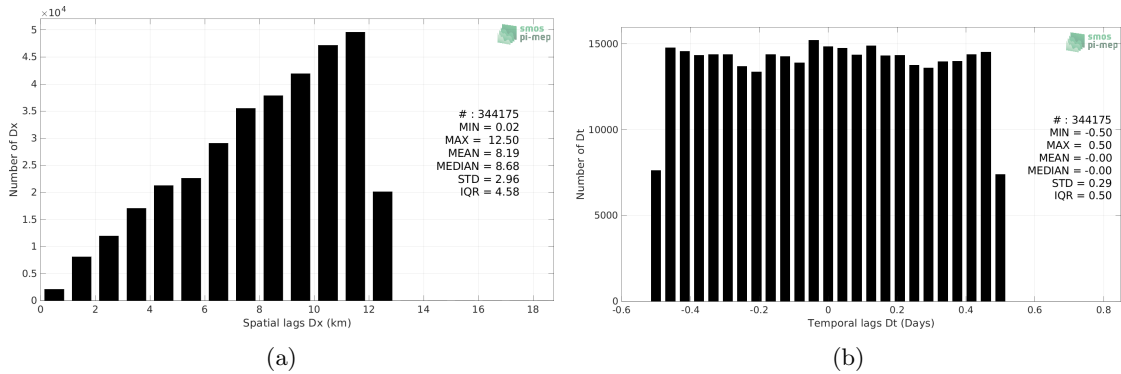 ×10⁴
5
4.5
4
3.5
3
2.5
2
1.5
1
0.5
0
Number of Dx
0 2 4 6 8 10 12 14 16 18
Spatial lags Dx (km)
smos
pi-mep
# : 344175
MIN = 0.02
MAX = 12.50
MEAN = 8.19
MEDIAN = 8.68
STD = 2.96
IQR = 4.58
(a)
15000
10000
5000
0
Number of Dt
-0.6 -0.4 -0.2 0 0.2 0.4 0.6 0.8
Temporal lags Dt (Days)
smos
pi-mep
# : 344175
MIN = -0.50
MAX = 0.50
MEAN = -0.00
MEDIAN = -0.00
STD = 0.29
IQR = 0.50
(b)